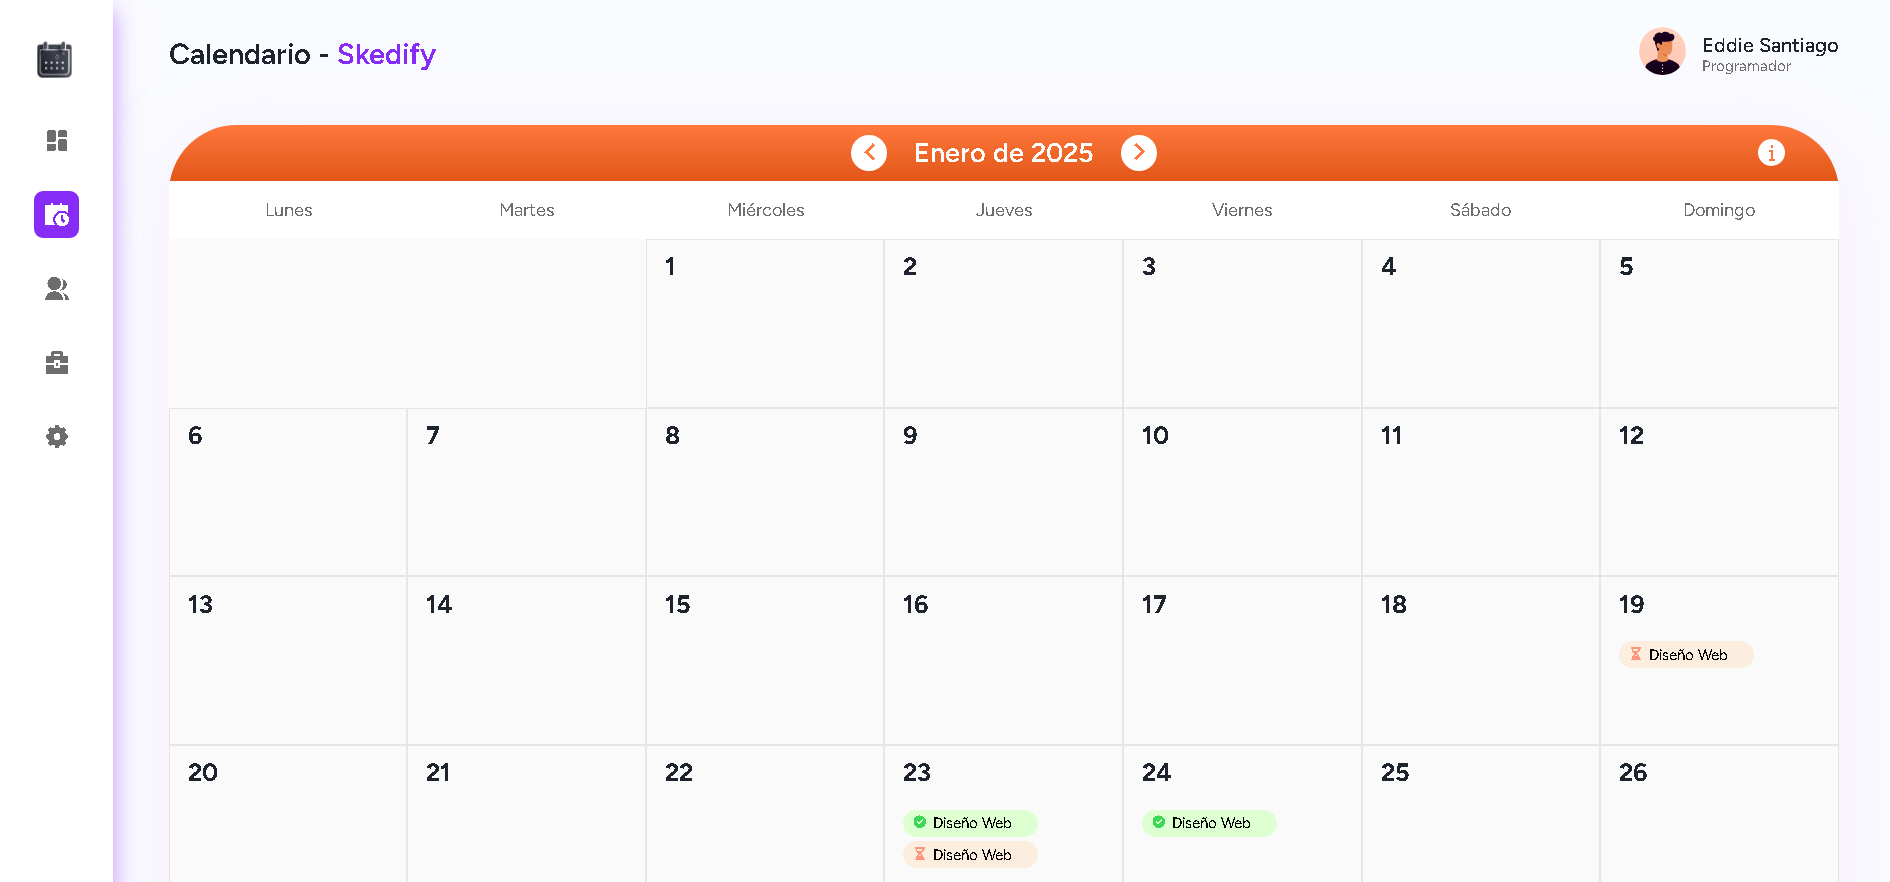 Calendario - Skedify
Eddie Santiago
Programador
Enero de 2025
Lunes Martes Miércoles Jueves Viernes Sábado Domingo
1 2 3 4 5
6 7 8 9 10 11 12
13 14 15 16 17 18 19
Diseño Web
20 21 22 23 24 25 26
Diseño Web Diseño Web
Diseño Web